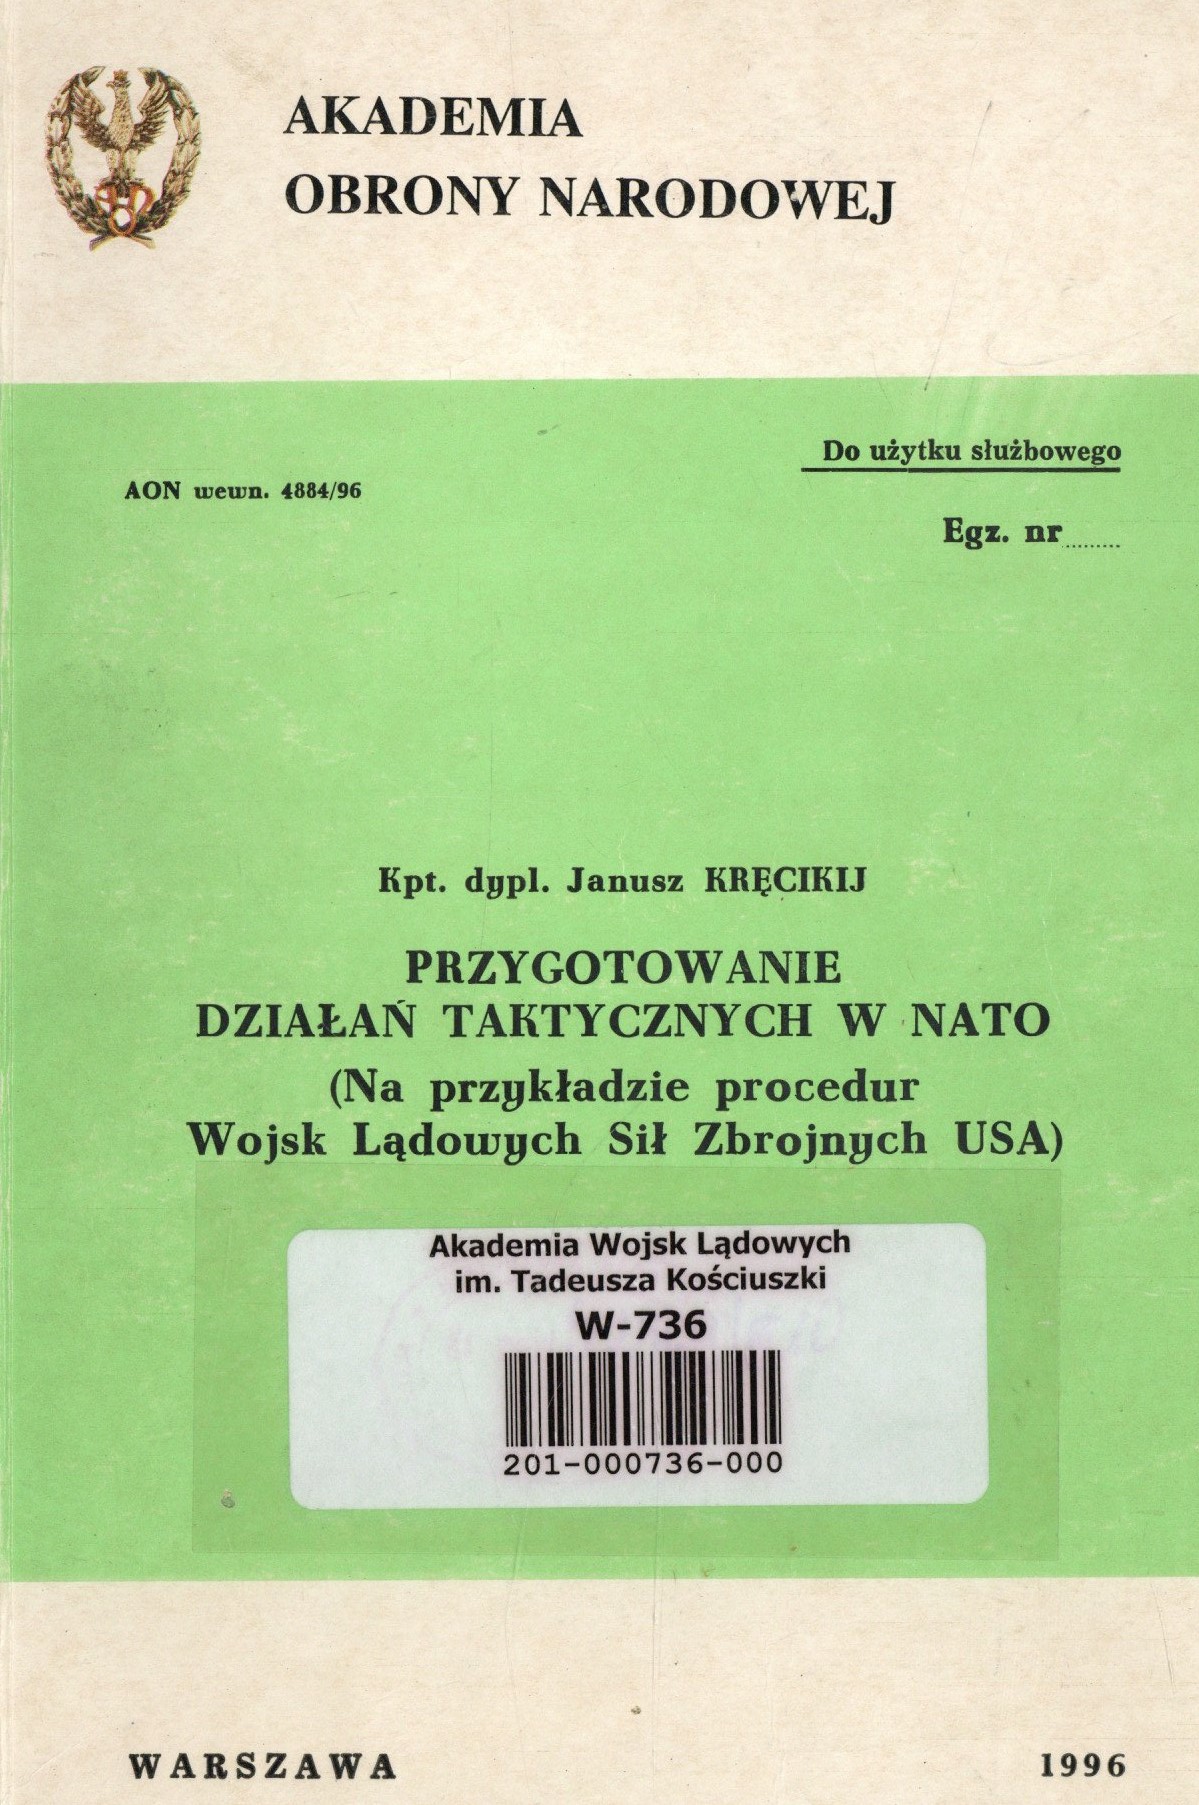 AKADEMIA
OBRONY NARODOWEJ
Do użytku służbowego
AON wewn. 4884/96
Egz. nr........
Kpt. dypl. Janusz KRĘCIKIJ
PRZYGOTOWANIE
DZIAŁAŃ TAKTYCZNYCH W NATO
(Na przykładzie procedur
Wojsk Lądowych Sił Zbrojnych USA)
Akademia Wojsk Lądowych
im. Tadeusza Kościuszki
W-736
201-000736-000
WARSZAWA 1996